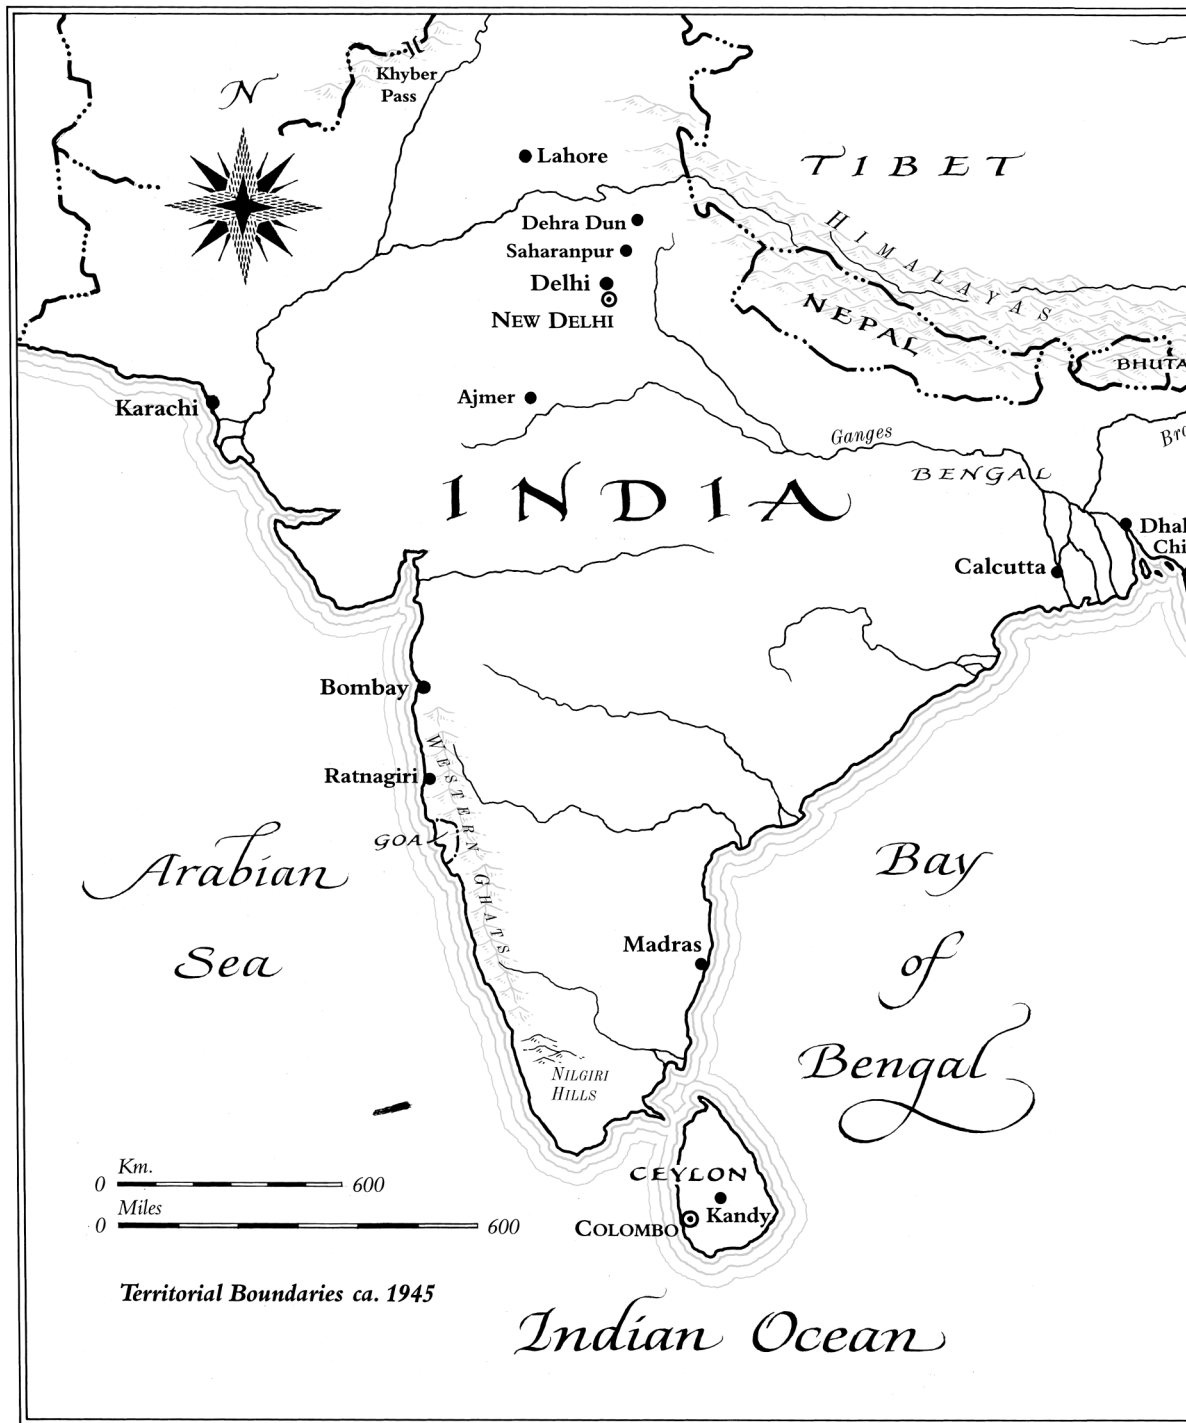 Khyber
Pass
N
Lahore
TIBET
Dehra Dun
HIMALAYAS
Saharanpur
Delhi
NEW DELHI
NEPAL
BHUTA
Karachi
Ajmer
Ganges
Bra
BENGAL
INDIA
Dhal
Chi
Calcutta
Bombay
WESTERN GHATS
Ratnagiri
GOA
Arabian
Sea
Bay
of
Bengal
Madras
NILGIRI
HILLS
CEYLON
Kandy
COLOMBO
Km.
0 600
Miles
0 600
Territorial Boundaries ca. 1945
Indian Ocean